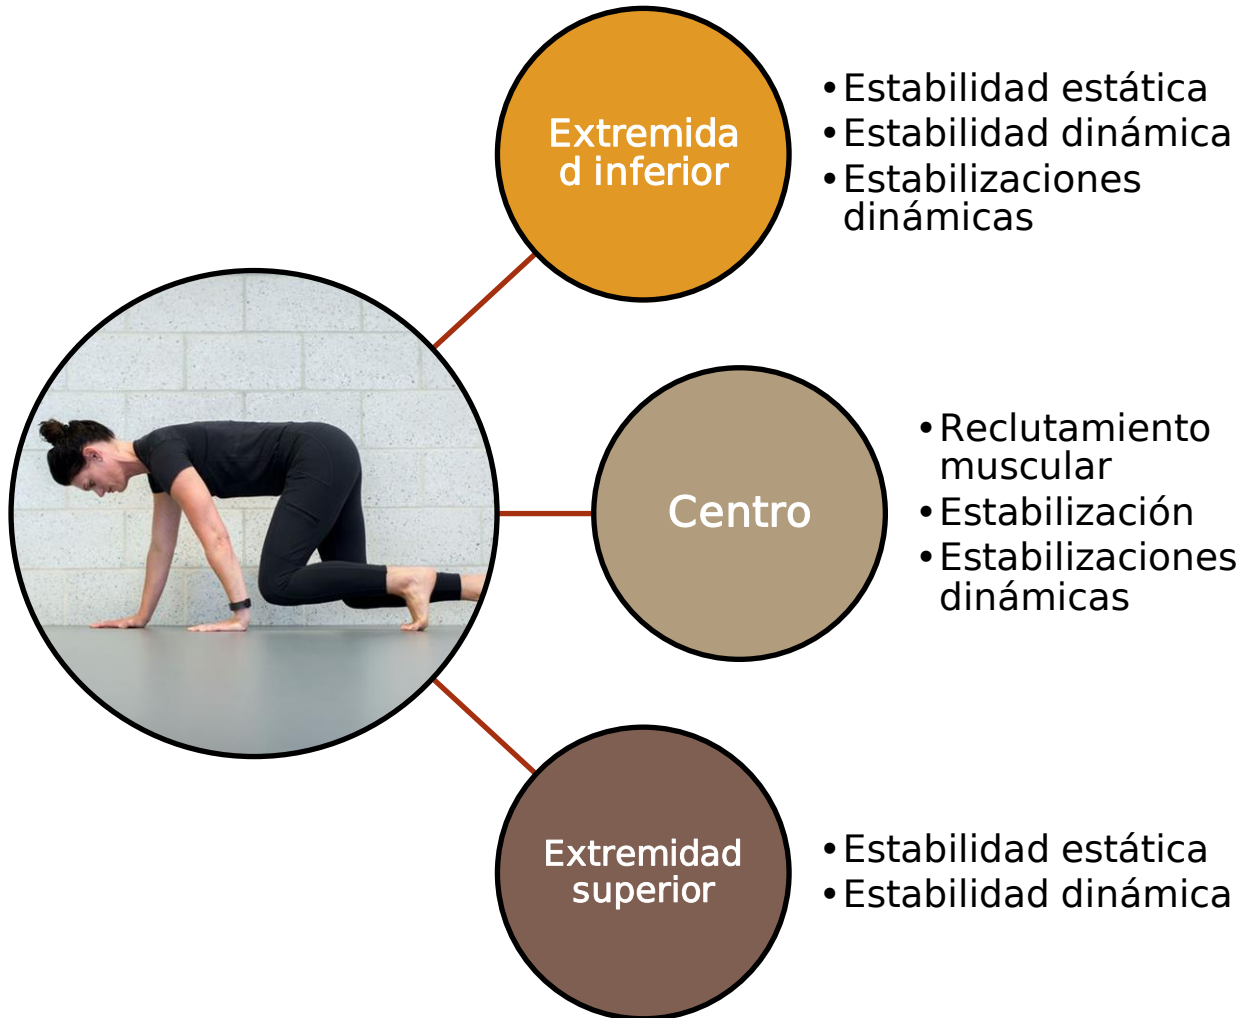 Extremida
d inferior
• Estabilidad estática
• Estabilidad dinámica
• Estabilizaciones
dinámicas
Centro
• Reclutamiento
muscular
• Estabilización
• Estabilizaciones
dinámicas
Extremidad
superior
• Estabilidad estática
• Estabilidad dinámica